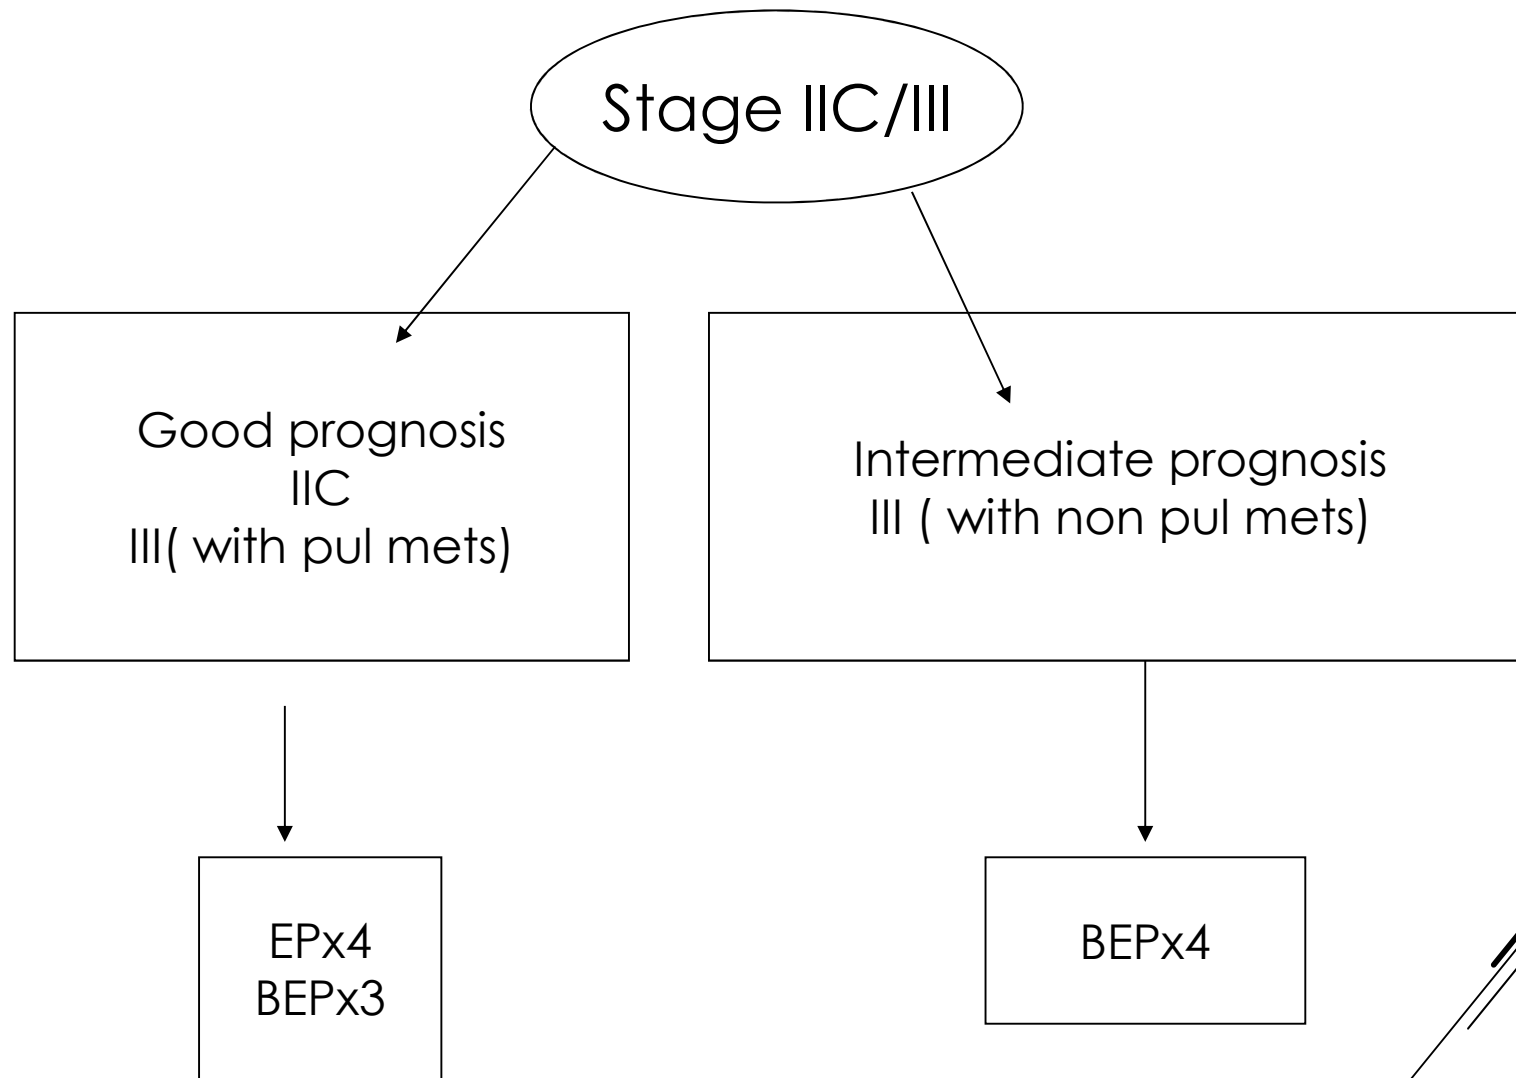 Stage IIC/III
Good prognosis
IIC
III( with pul mets)
Intermediate prognosis
III ( with non pul mets)
EPx4
BEPx3
BEPx4